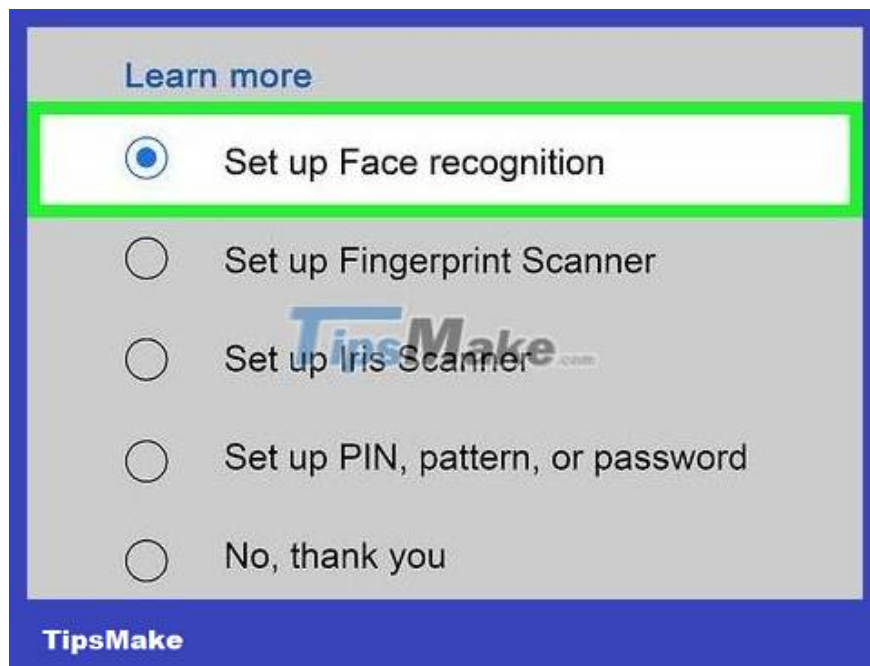 Learn more
Set up Face recognition
Set up Fingerprint Scanner
Set up Iris Scanner
TipsMake.com
Set up PIN, pattern, or password
No, thank you
TipsMake